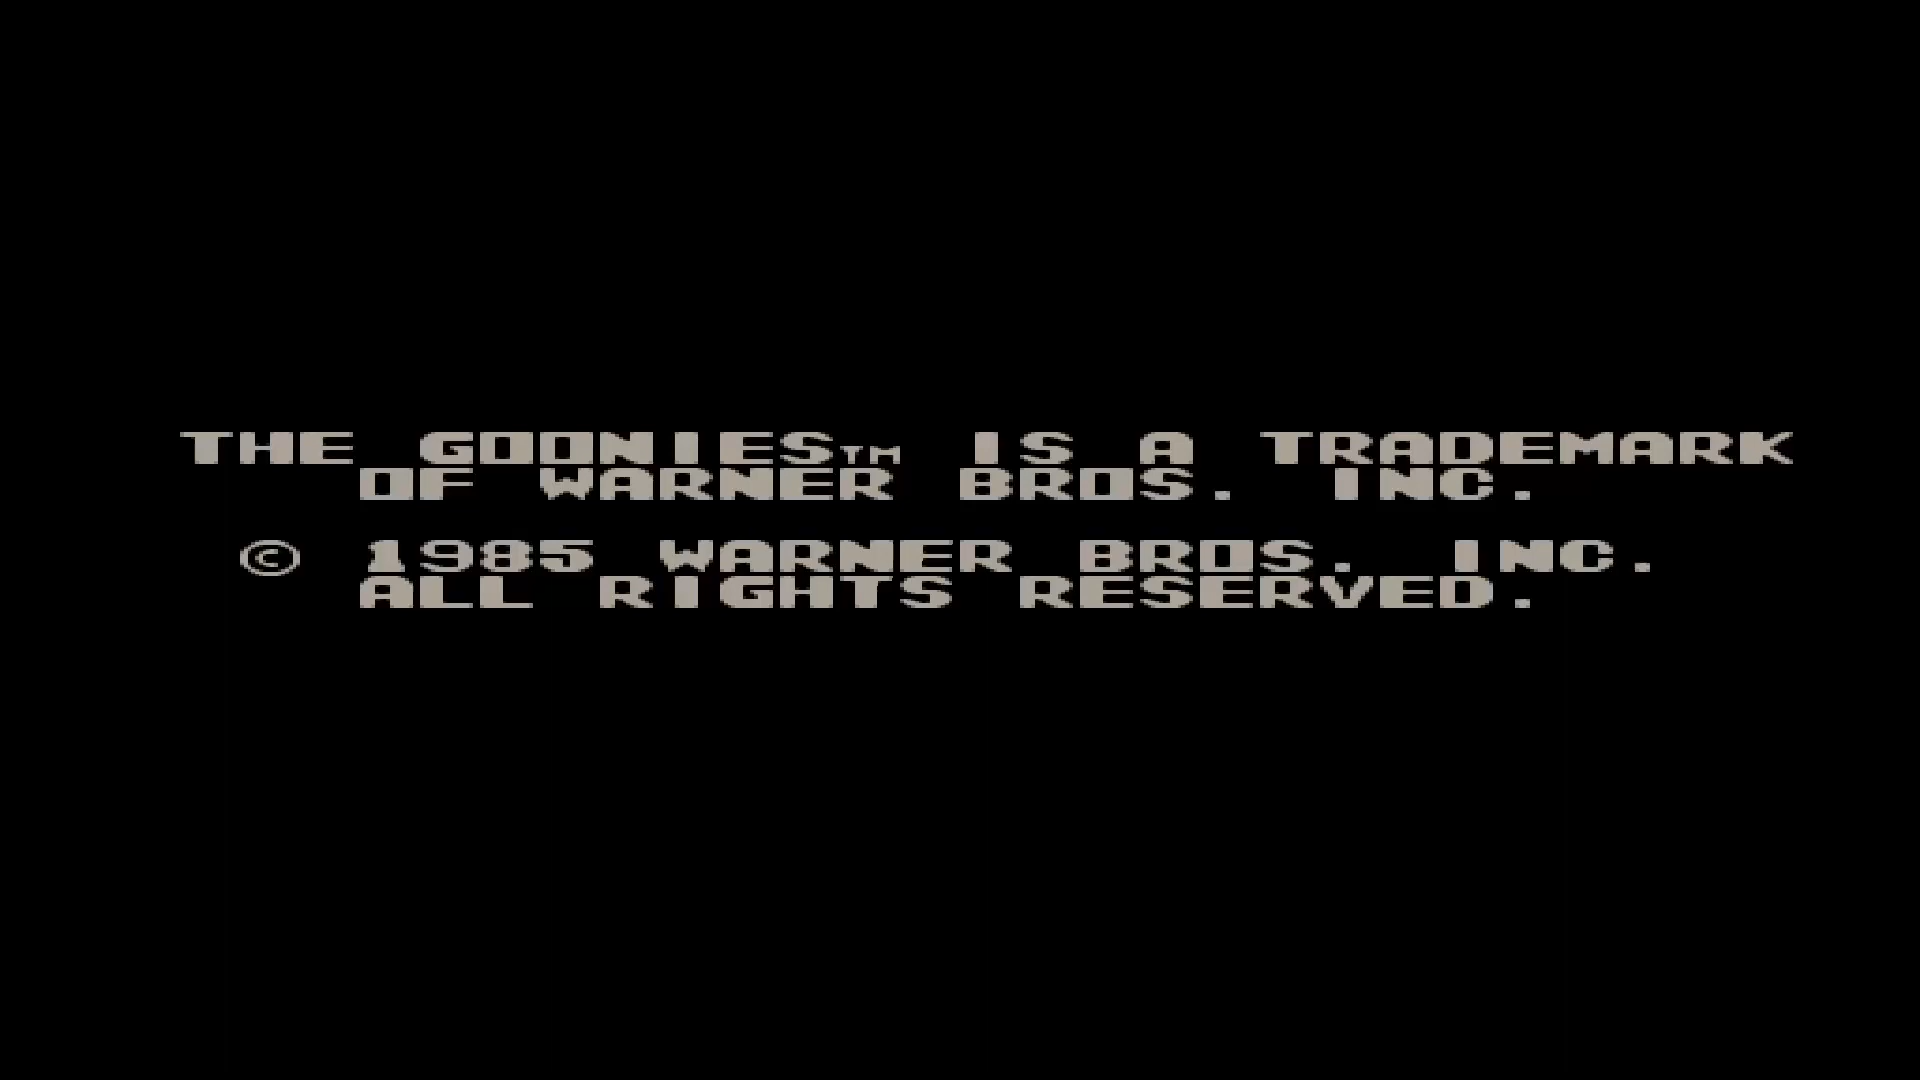 THE GOONIES™ IS A TRADEMARK
OF WARNER BROS. INC.
© 1985 WARNER BROS. INC.
ALL RIGHTS RESERVED.